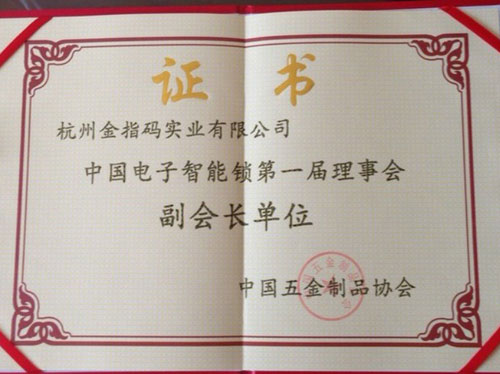 证书
杭州金指码实业有限公司
中国电子智能锁第一届理事会
副会长单位
中国五金制品协会